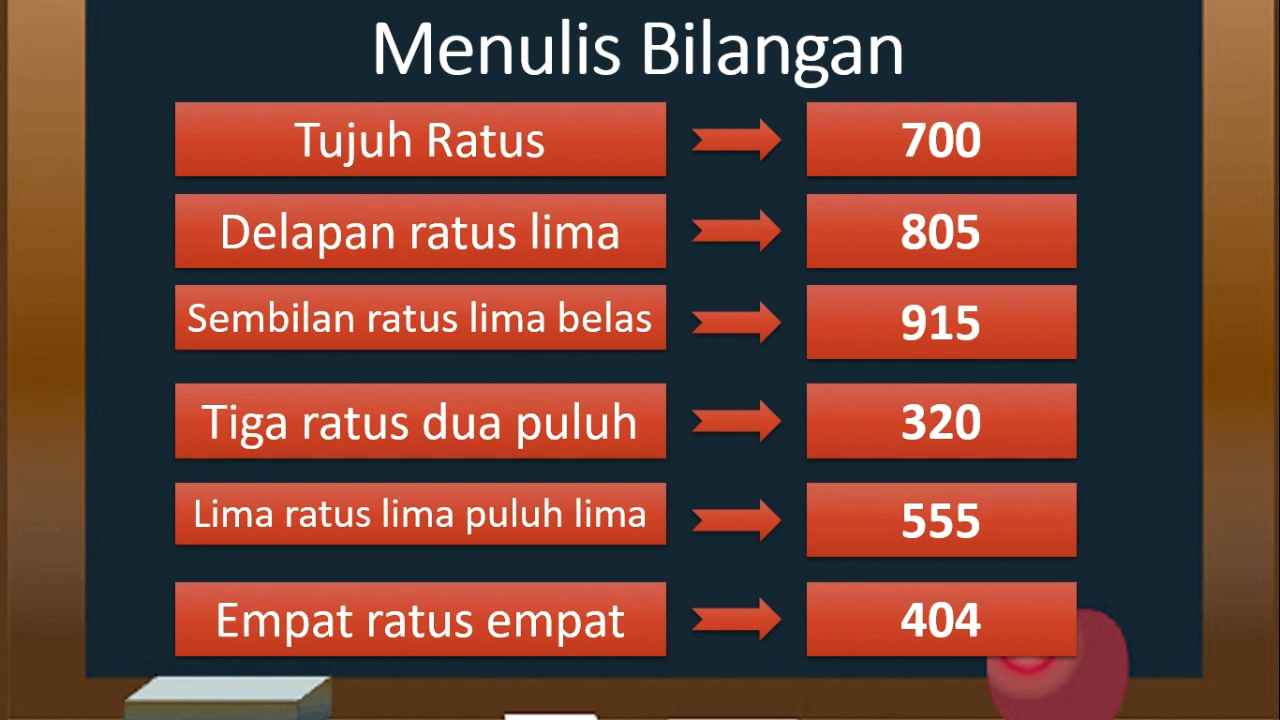 Menulis Bilangan
Tujuh Ratus 700
Delapan ratus lima 805
Sembilan ratus lima belas 915
Tiga ratus dua puluh 320
Lima ratus lima puluh lima 555
Empat ratus empat 404